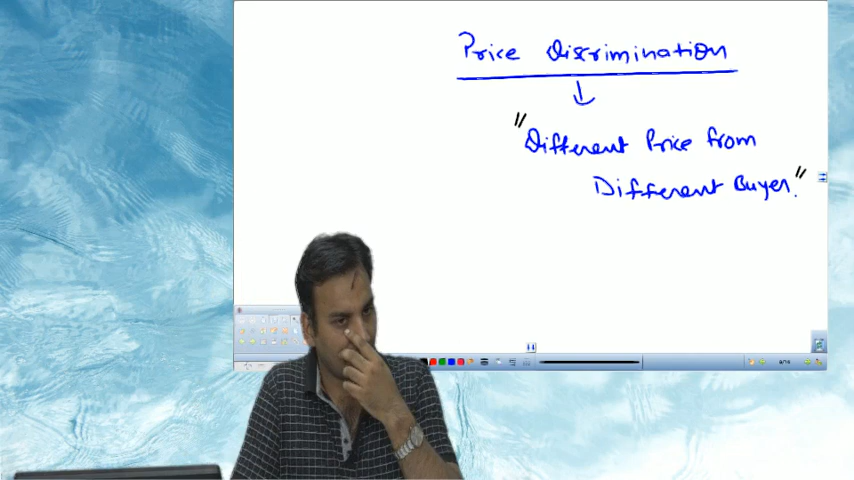 Price Discrimination
"Different Price from
Different Buyer."